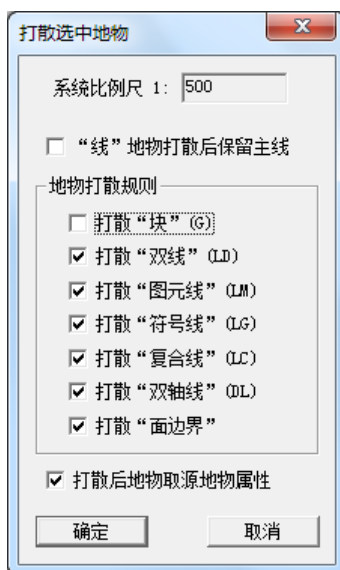 打散选中地物
系统比例尺 1: 500
“线”地物打散后保留主线
地物打散规则
打散“块”(G)
打散“双线”(LD)
打散“图元线”(LM)
打散“符号线”(LG)
打散“复合线”(LC)
打散“双轴线”(DL)
打散“面边界”
打散后地物取源地物属性
确定 取消